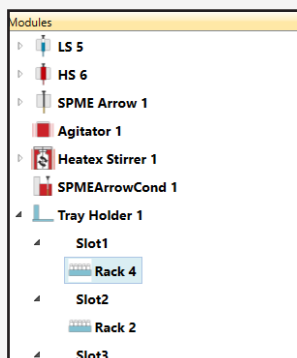 Modules
LS 5
HS 6
SPME Arrow 1
Agitator 1
Heatex Stirrer 1
SPMEArrowCond 1
Tray Holder 1
Slot1
Rack 4
Slot2
Rack 2
Slot3